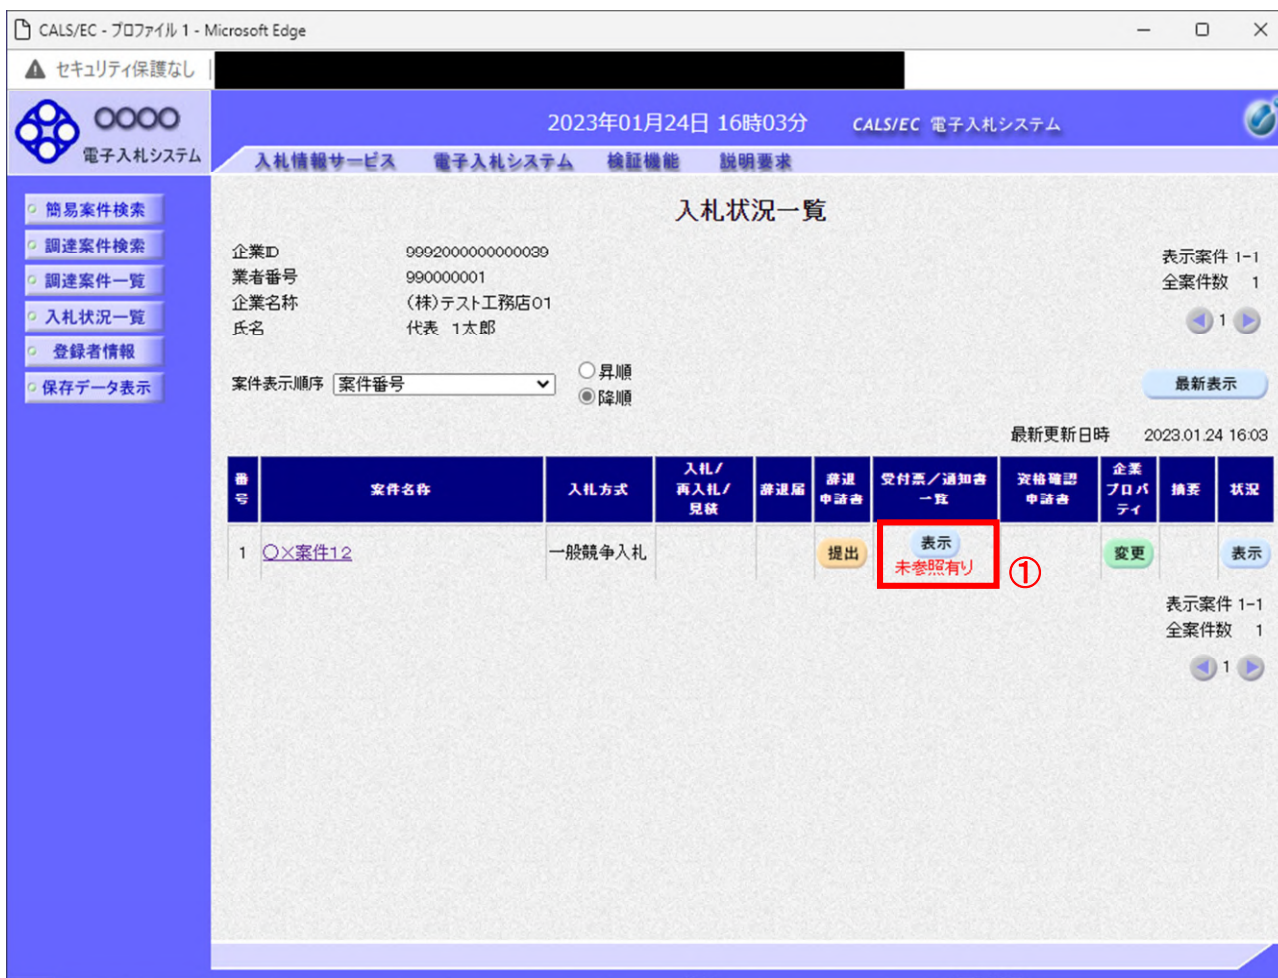 CALS/EC - プロファイル 1 - Microsoft Edge
セキュリティ保護なし
〇〇〇〇
電子入札システム
2023年01月24日 16時03分
CALS/EC 電子入札システム
入札情報サービス 電子入札システム 検証機能 説明要求
簡易案件検索
調達案件検索
調達案件一覧
入札状況一覧
登録者情報
保存データ表示
入札状況一覧
企業ID 9992000000000039
業者番号 990000001
企業名称 (株)テスト工務店01
氏名 代表 1太郎
表示案件 1-1
全案件数 1
1
案件表示順序 案件番号
昇順
降順
最新表示
最新更新日時 2023.01.24 16:03
番号 案件名称 入札方式 入札/再入札/見積 辞退届 辞退申請書 受付票/通知書一覧 資格確認申請書 企業プロパティ 摘要 状況
1 〇×案件12 一般競争入札 提出 表示 変更 表示
未参照有り
①
表示案件 1-1
全案件数 1
1